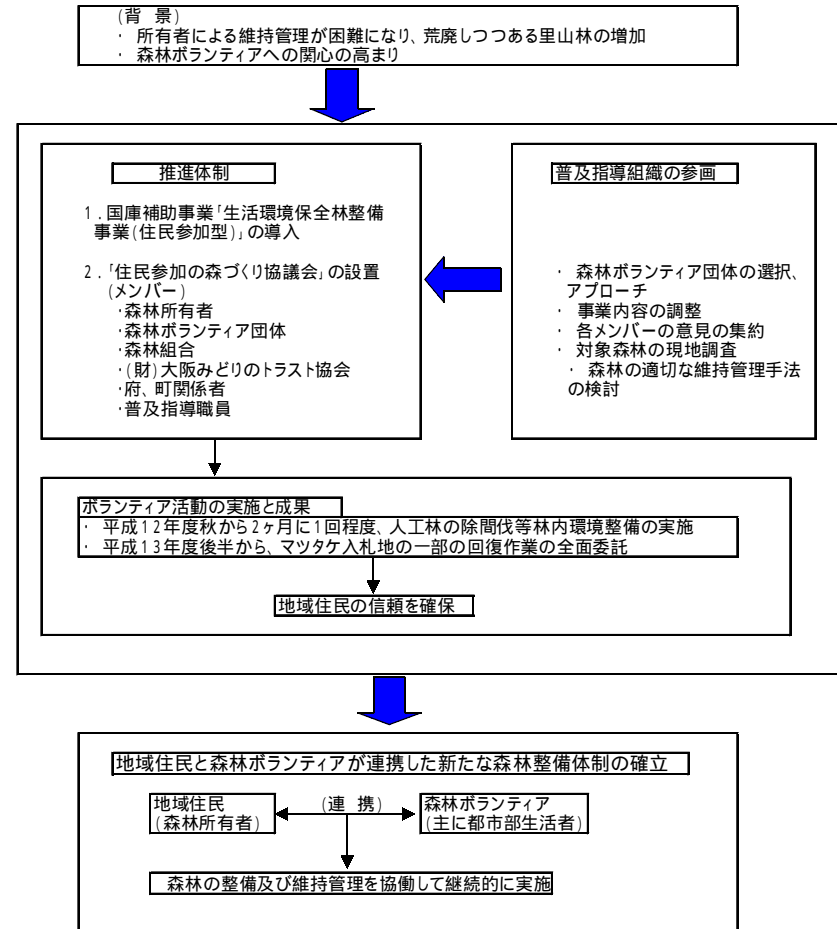 (背 景)
・ 所有者による維持管理が困難になり、荒廃しつつある里山林の増加
・ 森林ボランティアへの関心の高まり
推進体制
1．国庫補助事業「生活環境保全林整備
事業(住民参加型)」の導入
2．「住民参加の森づくり協議会」の設置
(メンバー)
・森林所有者
・森林ボランティア団体
・森林組合
・(財)大阪みどりのトラスト協会
・府、町関係者
・普及指導職員
普及指導組織の参画
・ 森林ボランティア団体の選択、
アプローチ
・ 事業内容の調整
・ 各メンバーの意見の集約
・ 対象森林の現地調査
・ 森林の適切な維持管理手法
の検討
ボランティア活動の実施と成果
・ 平成12年度秋から2ヶ月に1回程度、人工林の除間伐等林内環境整備の実施
・ 平成13年度後半から、マツタケ入札地の一部の回復作業の全面委託
地域住民の信頼を確保
地域住民と森林ボランティアが連携した新たな森林整備体制の確立
地域住民
(森林所有者)
(連 携)
森林ボランティア
(主に都市部生活者)
森林の整備及び維持管理を協働して継続的に実施